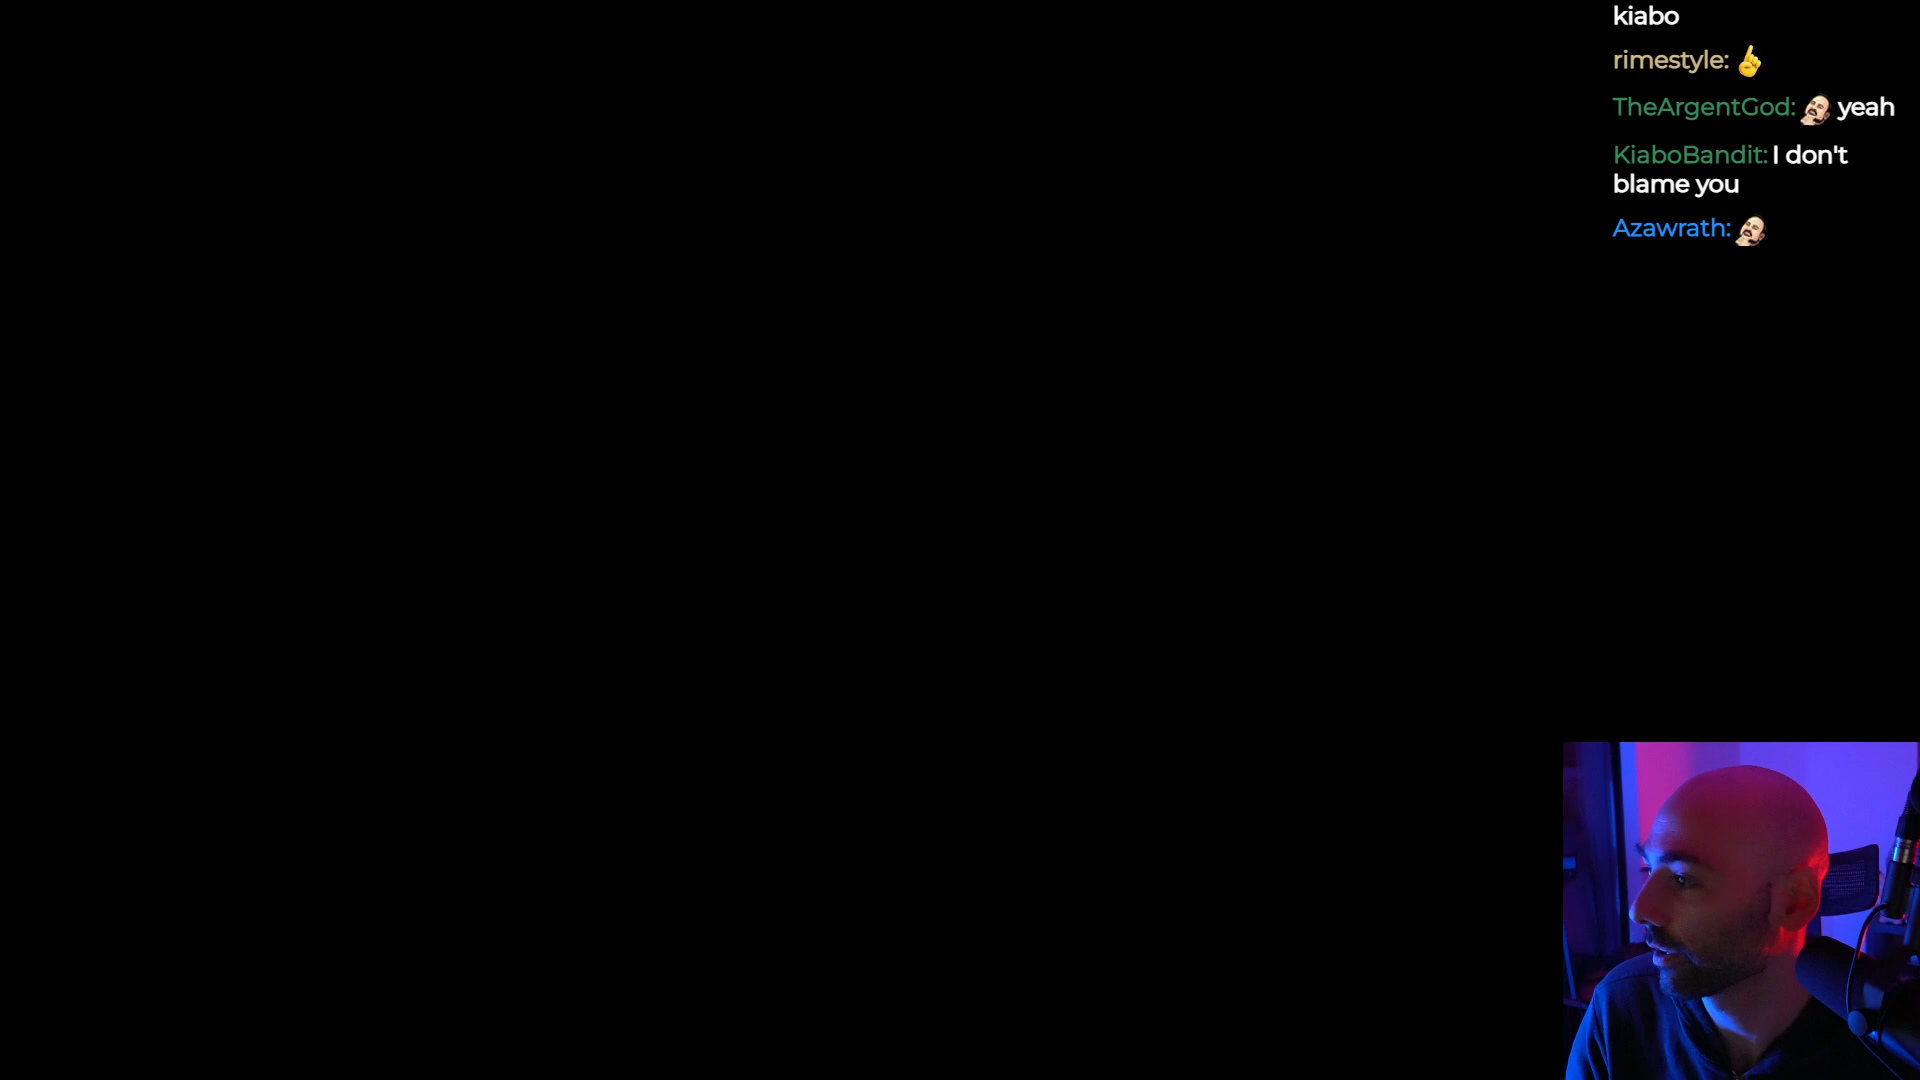 kiabo
rimestyle:
TheArgentGod: yeah
KiaboBandit: I don't
blame you
Azawrath: